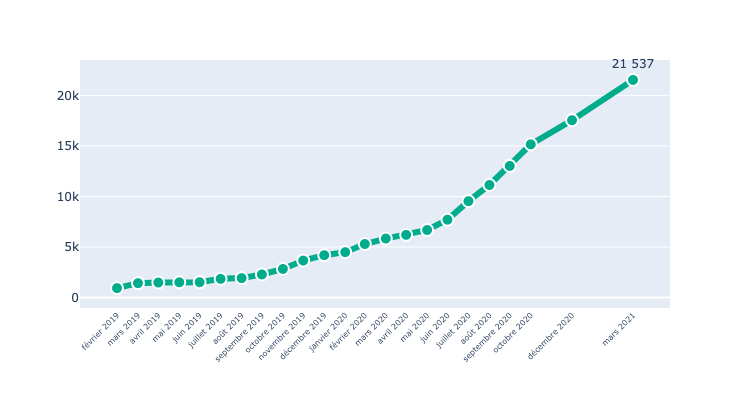 21 537
20k
15k
10k
5k
0
février 2019
mars 2019
avril 2019
mai 2019
juin 2019
juillet 2019
août 2019
septembre 2019
octobre 2019
novembre 2019
décembre 2019
janvier 2020
février 2020
mars 2020
avril 2020
mai 2020
juin 2020
juillet 2020
août 2020
septembre 2020
octobre 2020
décembre 2020
mars 2021